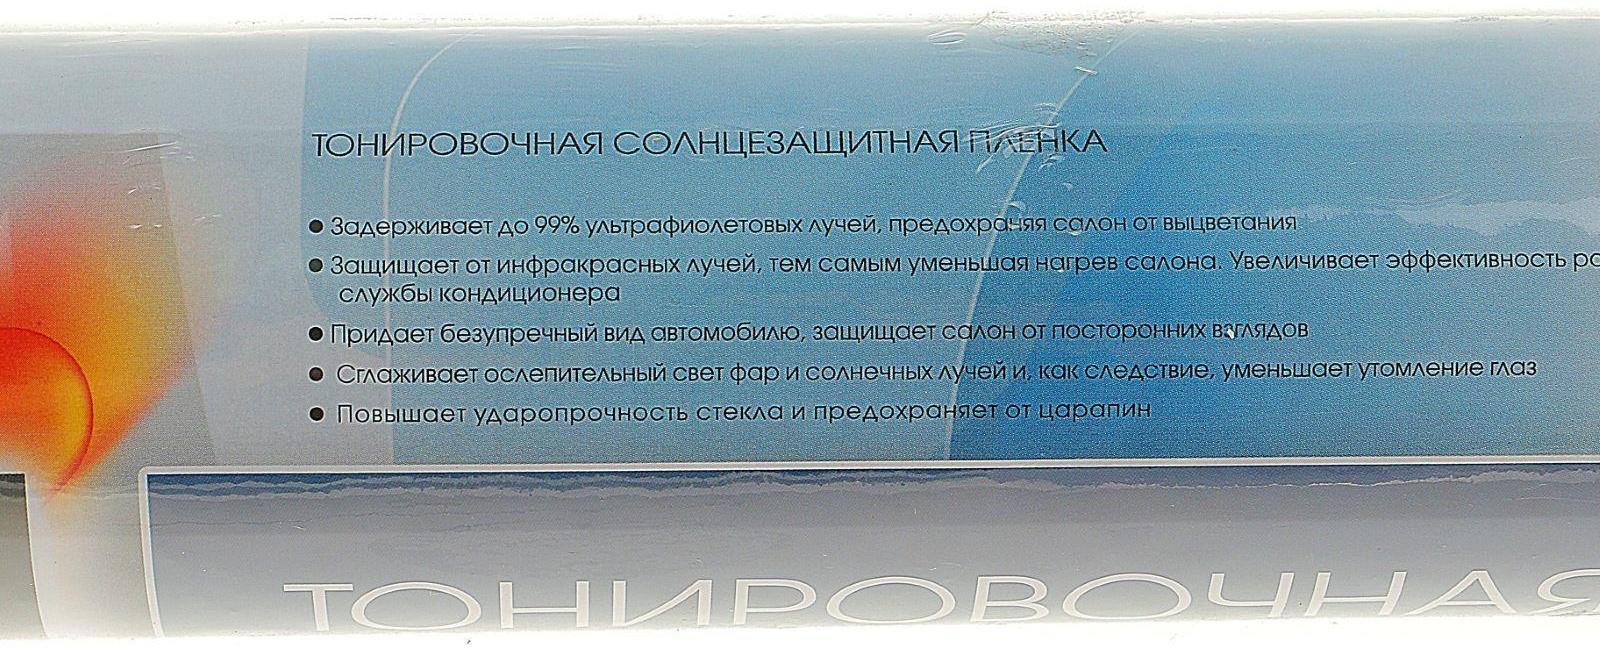 ТОНИРОВОЧНАЯ СОЛНЦЕЗАЩИТНАЯ ПЛЕНКА
● Задерживает до 99% ультрафиолетовых лучей, предохраняя салон от выцветания
● Защищает от инфракрасных лучей, тем самым уменьшая нагрев салона. Увеличивает эффективность
службы кондиционера
● Придает безупречный вид автомобилю, защищает салон от посторонних взглядов
● Сглаживает ослепительный свет фар и солнечных лучей и, как следствие, уменьшает утомление глаз
● Повышает ударопрочность стекла и предохраняет от царапин
ТОНИРОВОЧНАЯ